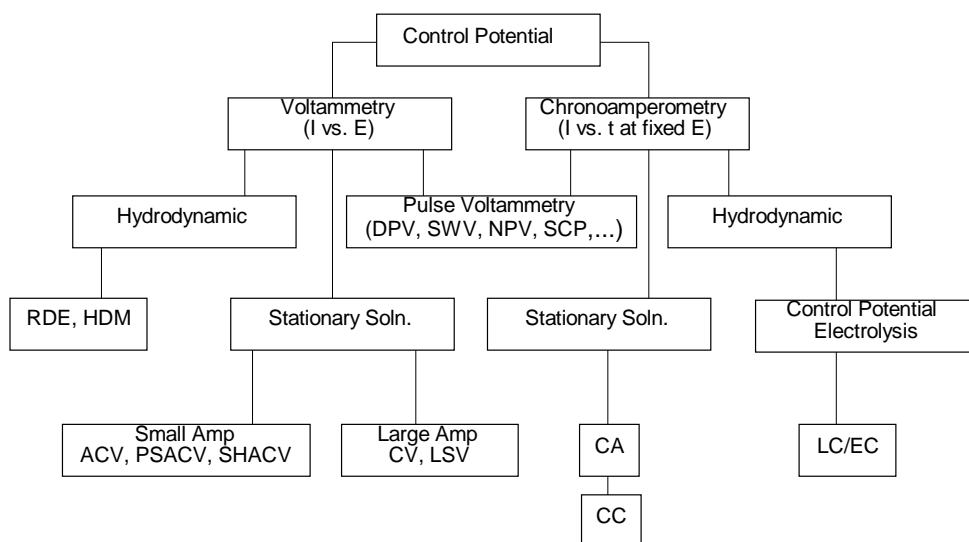 Control Potential
Voltammetry
(I vs. E)
Chronoamperometry
(I vs. t at fixed E)
Hydrodynamic
Pulse Voltammetry
(DPV, SWV, NPV, SCP,...)
Hydrodynamic
RDE, HDM
Stationary Soln.
Stationary Soln.
Control Potential
Electrolysis
Small Amp
ACV, PSACV, SHACV
Large Amp
CV, LSV
CA
LC/EC
CC